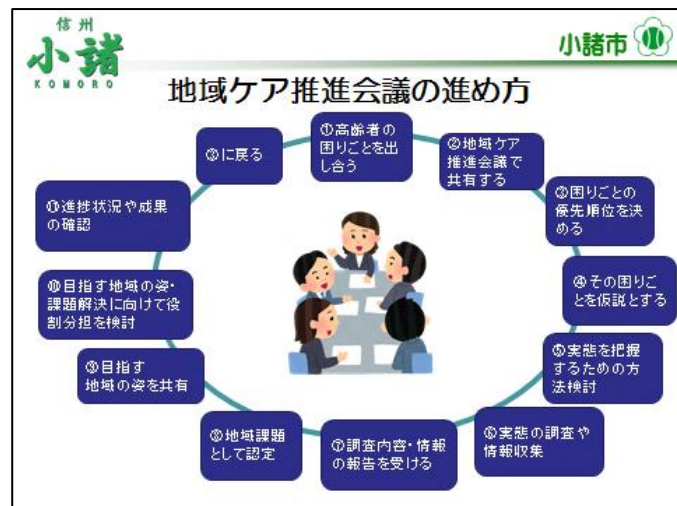 信州
小諸
KOMORO
小諸市
地域ケア推進会議の進め方
①高齢者の
困りごとを出
し合う
②地域ケア
推進会議で
共有する
③困りごとの
優先順位を決
める
④その困りご
とを仮説とする
⑤実態を把握
するための方
法検討
⑥実態の調査や
情報収集
⑦調査内容・情報
の報告を受ける
⑧地域課題
として認定
⑨目指す
地域の姿を共有
⑩目指す地域の姿・
課題解決に向けて役
割分担を検討
⑪進捗状況や成果
の確認
③に戻る